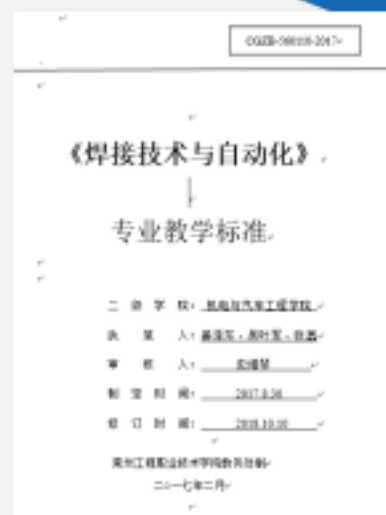 《焊接技术与自动化》
专业教学标准
二级学院:机电与汽车工程学院
执笔人:
审核人:
制定时间:2017.8.30
修订时间:2018.10.10
常州工程职业技术学院教务处制
二○一七年二月